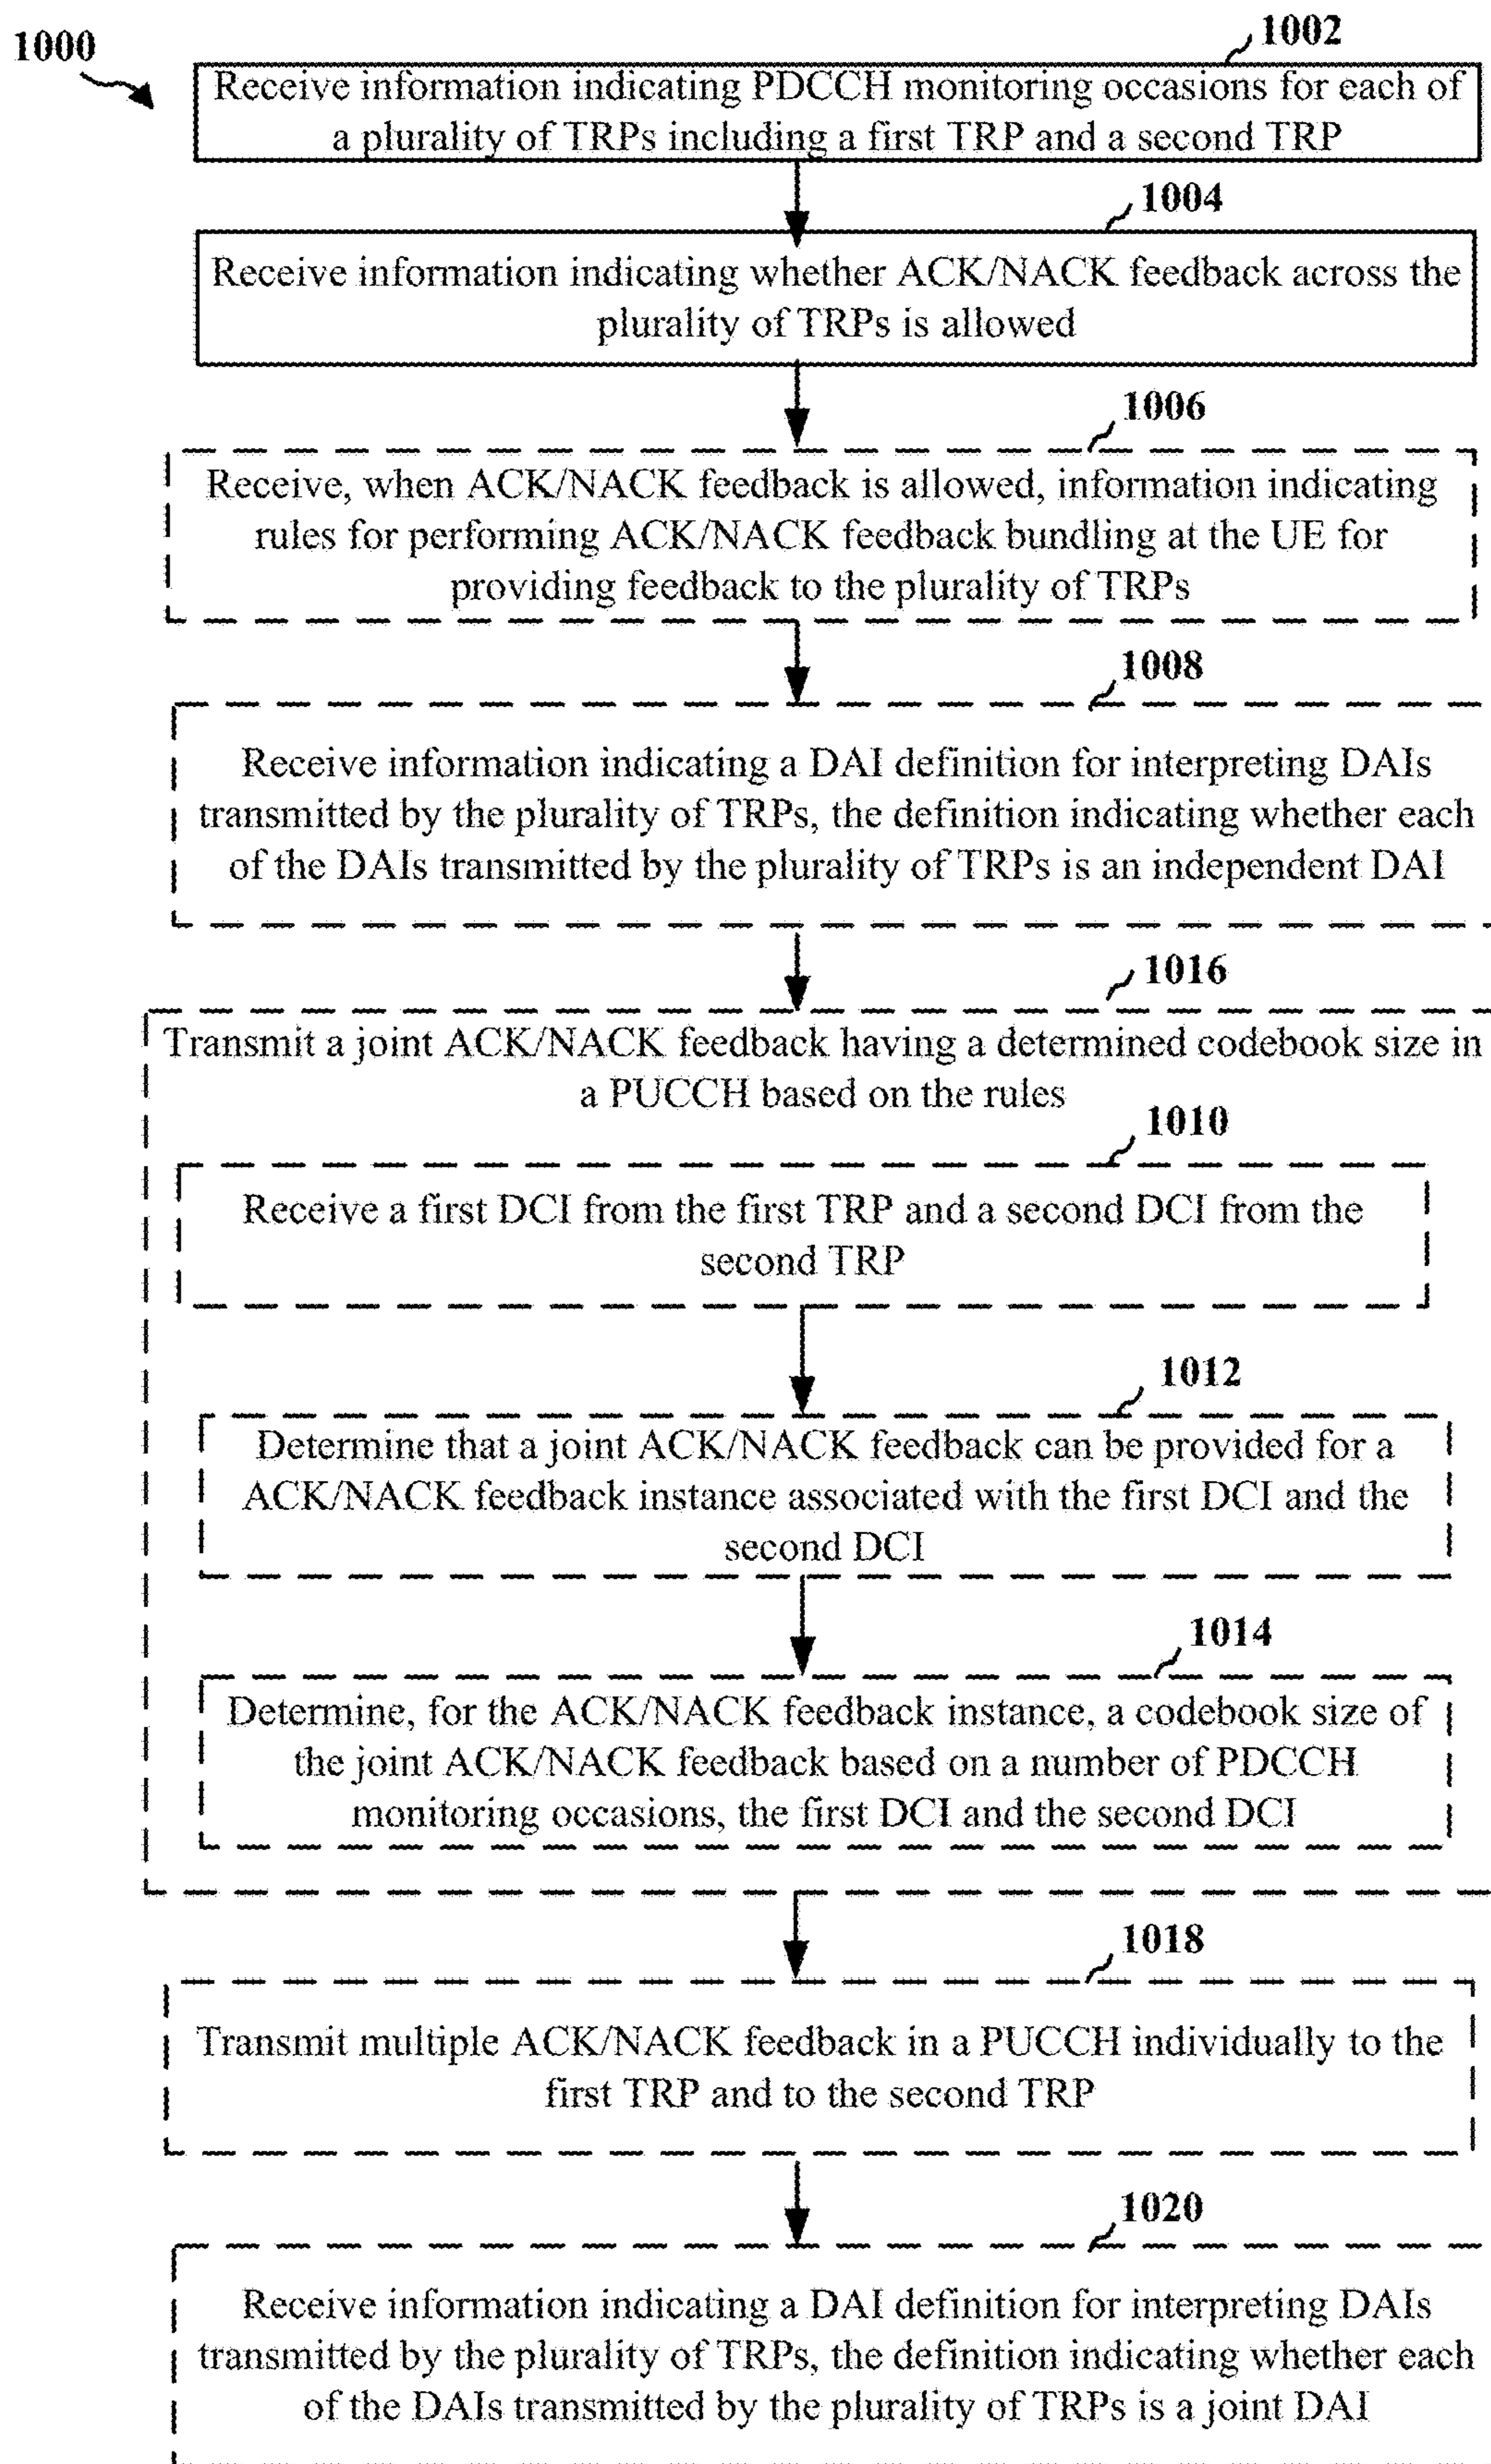 1000
1002
Receive information indicating PDCCH monitoring occasions for each of
a plurality of TRPs including a first TRP and a second TRP
1004
Receive information indicating whether ACK/NACK feedback across the
plurality of TRPs is allowed
1006
Receive, when ACK/NACK feedback is allowed, information indicating
rules for performing ACK/NACK feedback bundling at the UE for
providing feedback to the plurality of TRPs
1008
Receive information indicating a DAI definition for interpreting DAIs
transmitted by the plurality of TRPs, the definition indicating whether each
of the DAIs transmitted by the plurality of TRPs is an independent DAI
1016
Transmit a joint ACK/NACK feedback having a determined codebook size in
a PUCCH based on the rules
1010
Receive a first DCI from the first TRP and a second DCI from the
second TRP
1012
Determine that a joint ACK/NACK feedback can be provided for a
ACK/NACK feedback instance associated with the first DCI and the
second DCI
1014
Determine, for the ACK/NACK feedback instance, a codebook size of
the joint ACK/NACK feedback based on a number of PDCCH
monitoring occasions, the first DCI and the second DCI
1018
Transmit multiple ACK/NACK feedback in a PUCCH individually to the
first TRP and to the second TRP
1020
Receive information indicating a DAI definition for interpreting DAIs
transmitted by the plurality of TRPs, the definition indicating whether each
of the DAIs transmitted by the plurality of TRPs is a joint DAI